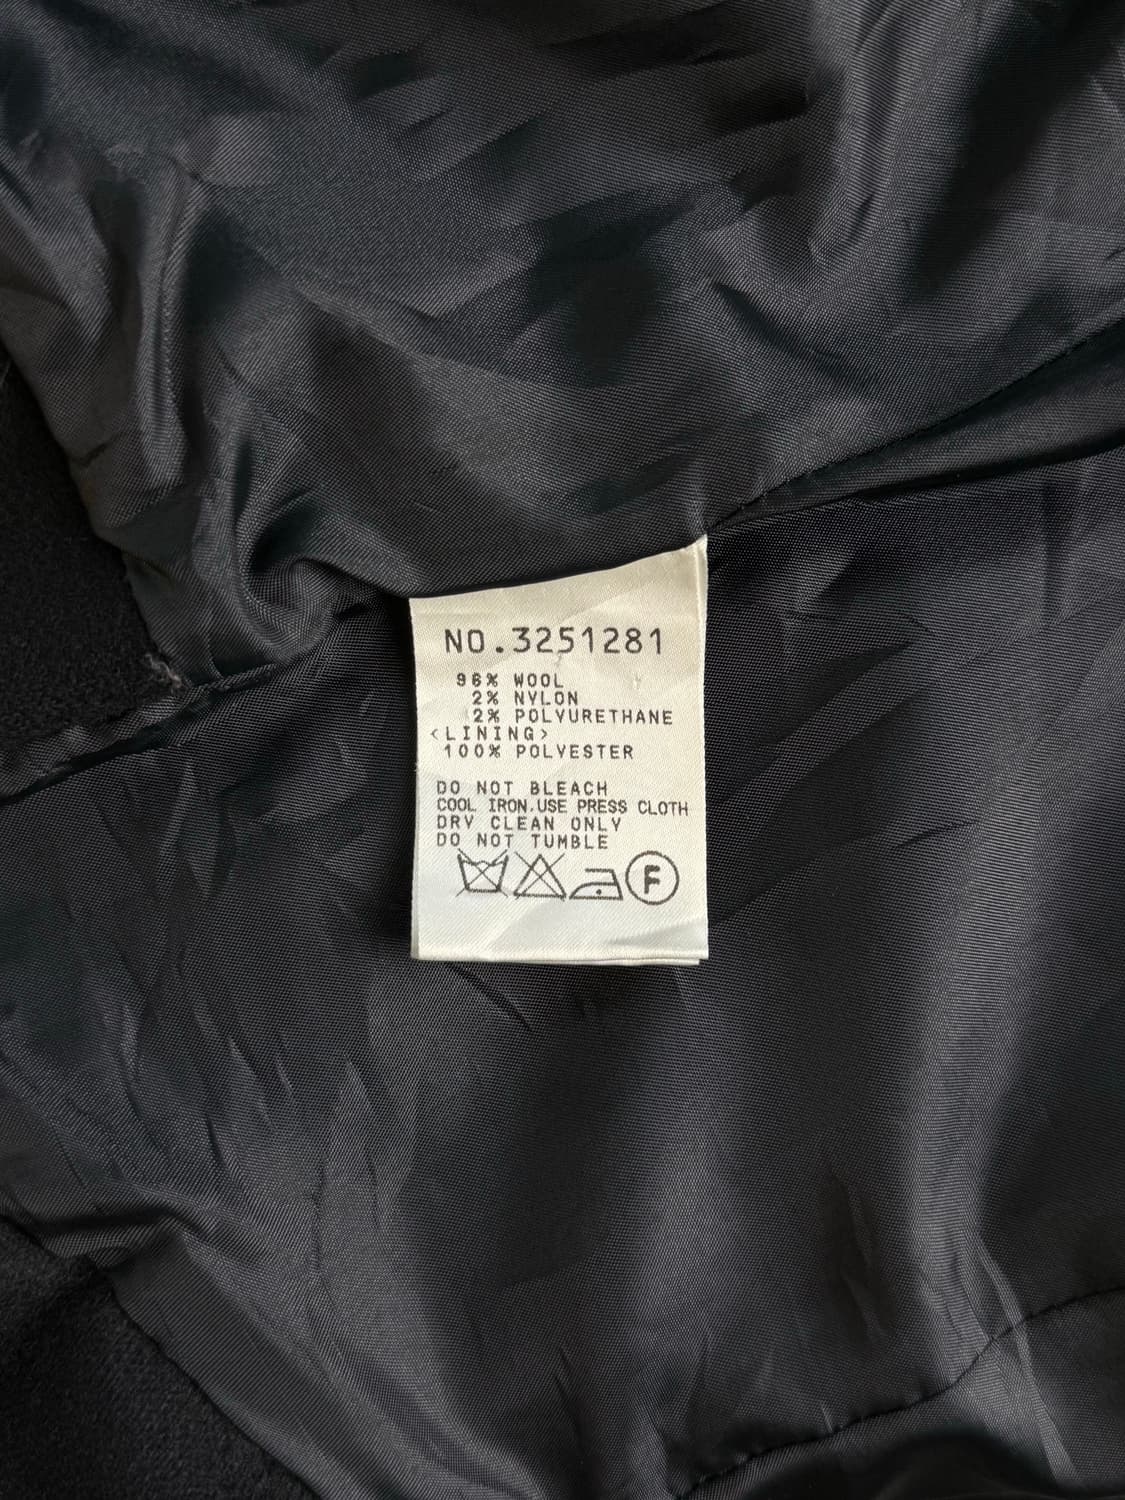 NO.3251281
96% WOOL
2% NYLON
2% POLYURETHANE
<LINING>
100% POLYESTER
DO NOT BLEACH
COOL IRON.USE PRESS CLOTH
DRY CLEAN ONLY
DO NOT TUMBLE
F